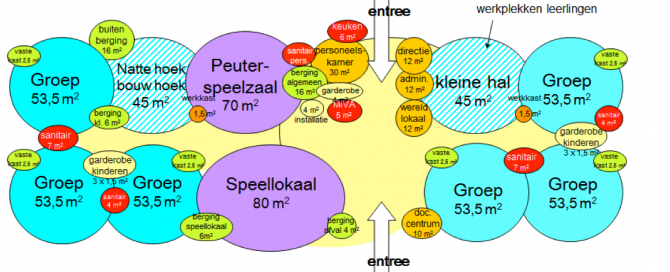 entree
werkplekken leerlingen
buiten
berging
16 m²
keuken
6 m²
vaste
kast 2,6 m²
Groep
53,5 m²
Natte hoek
bouw hoek
45 m²
Peuter-
speelzaal
70 m²
sanitair
pers.
personeels-
kamer
30 m²
berging
algemeen
16 m²
garderobe
MIVA
5 m²
4 m²
installatie
directie
12 m²
admin.
12 m²
wereld
lokaal
12 m²
kleine hal
45 m²
Groep
53,5 m²
vaste
kast 2,6 m²
werkkast
1,5 m²
werkkast
1,5 m²
berging
kl. 6 m²
sanitair
7 m²
sanitair
4 m²
garderobe
kinderen
3 x 1,5 m²
vaste
kast 2,6 m²
Groep
53,5 m²
garderobe
kinderen
3 x 1,5 m²
sanitair
4 m²
vaste
kast 2,6 m²
Groep
53,5 m²
Speellokaal
80 m²
berging
speellokaal
6m²
berging
afval 4 m²
doc.
centrum
10 m²
vaste
kast 2,6 m²
Groep
53,5 m²
sanitair
7 m²
vaste
kast 2,6 m²
Groep
53,5 m²
entree